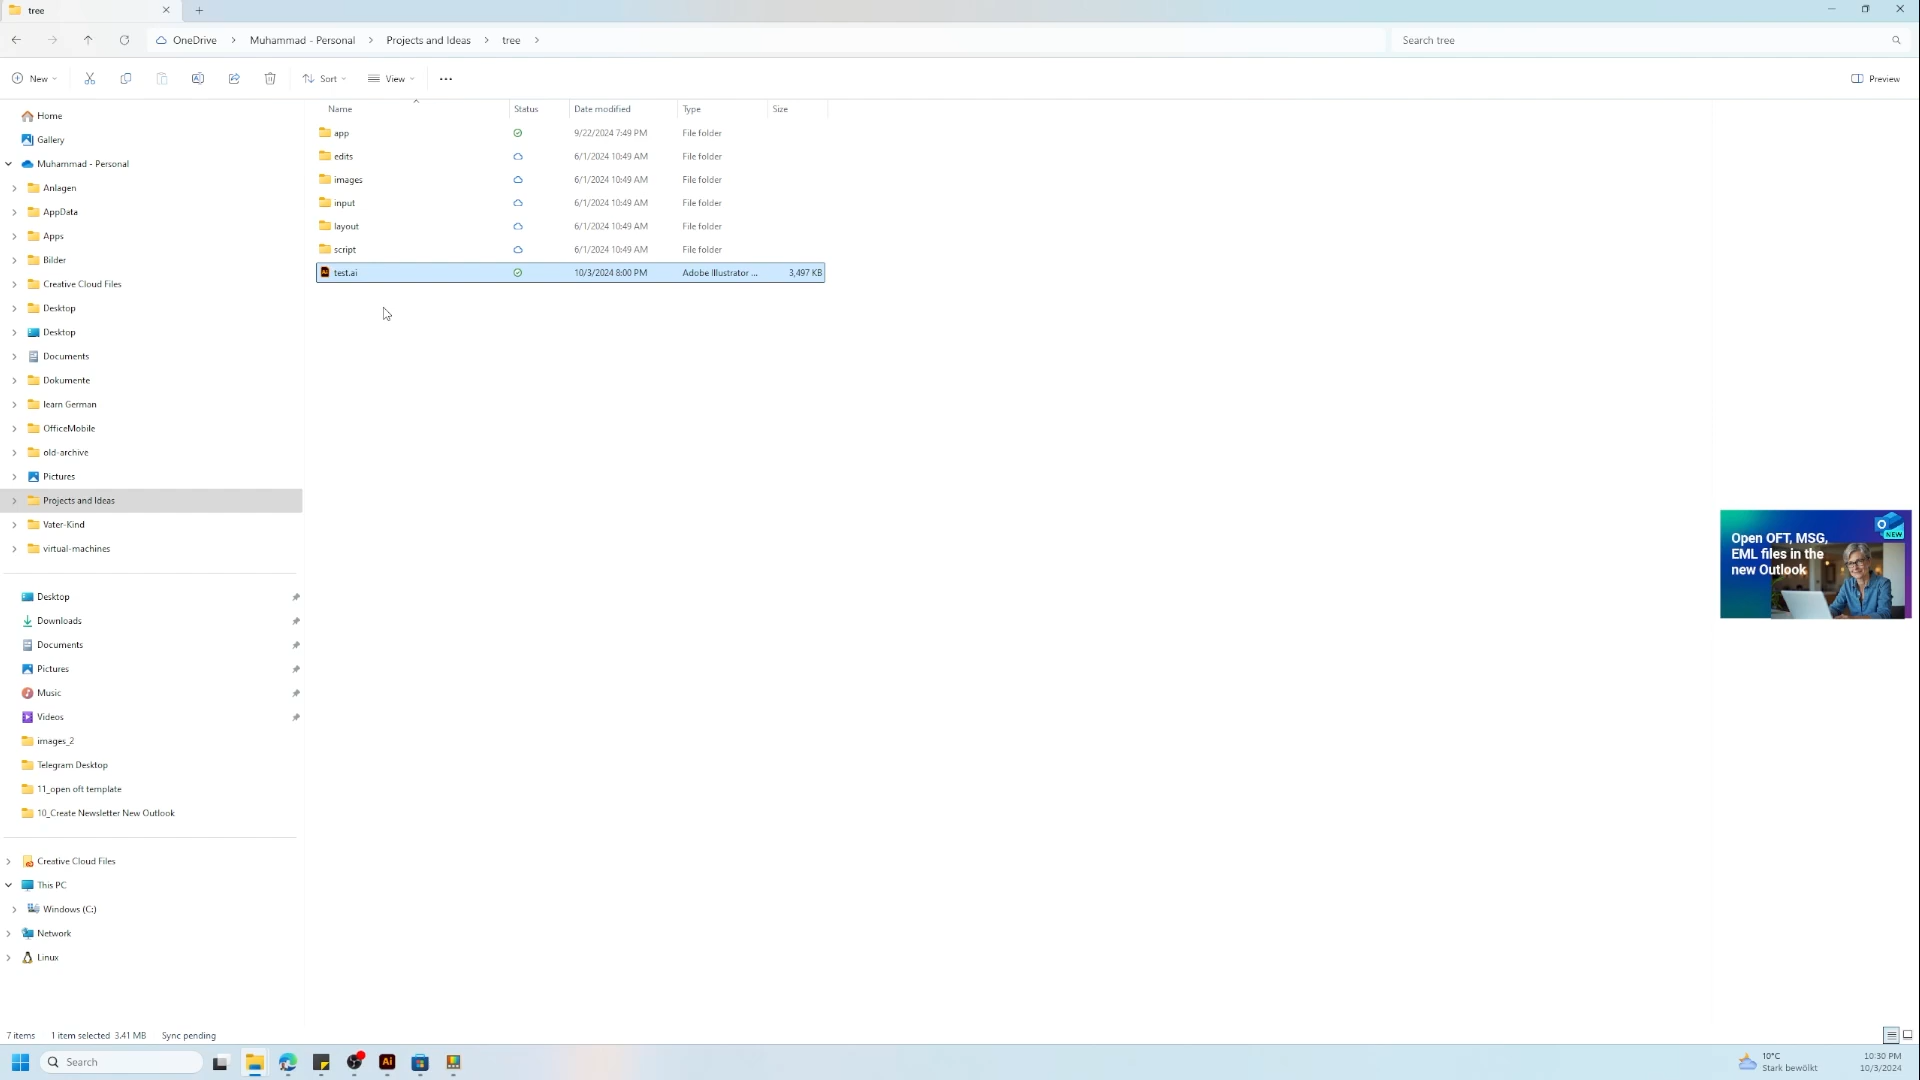 tree
OneDrive
Muhammad - Personal
Projects and Ideas
tree
Search tree
New
Sort
View
Preview
Home
Gallery
Muhammad - Personal
Anlagen
AppData
Apps
Bilder
Creative Cloud Files
Desktop
Desktop
Documents
Dokumente
learn German
OfficeMobile
old-archive
Pictures
Projects and Ideas
Vater-Kind
virtual-machines
Desktop
Downloads
Documents
Pictures
Music
Videos
images_2
Telegram Desktop
11_open oft template
10_Create Newsletter New Outlook
Creative Cloud Files
This PC
Windows (C:)
Network
Linux
Name Status Date modified Type Size
app 9/22/2024 7:49 PM File folder
edits 6/1/2024 10:49 AM File folder
images 6/1/2024 10:49 AM File folder
input 6/1/2024 10:49 AM File folder
layout 6/1/2024 10:49 AM File folder
script 6/1/2024 10:49 AM File folder
test.ai 10/3/2024 8:00 PM Adobe Illustrator ... 3,497 KB
O
NEW
Open OFT, MSG,
EML files in the
new Outlook
7 items 1 item selected 3.41 MB Sync pending
Search
Ai
10°C
Stark bewölkt
10:30 PM
10/3/2024